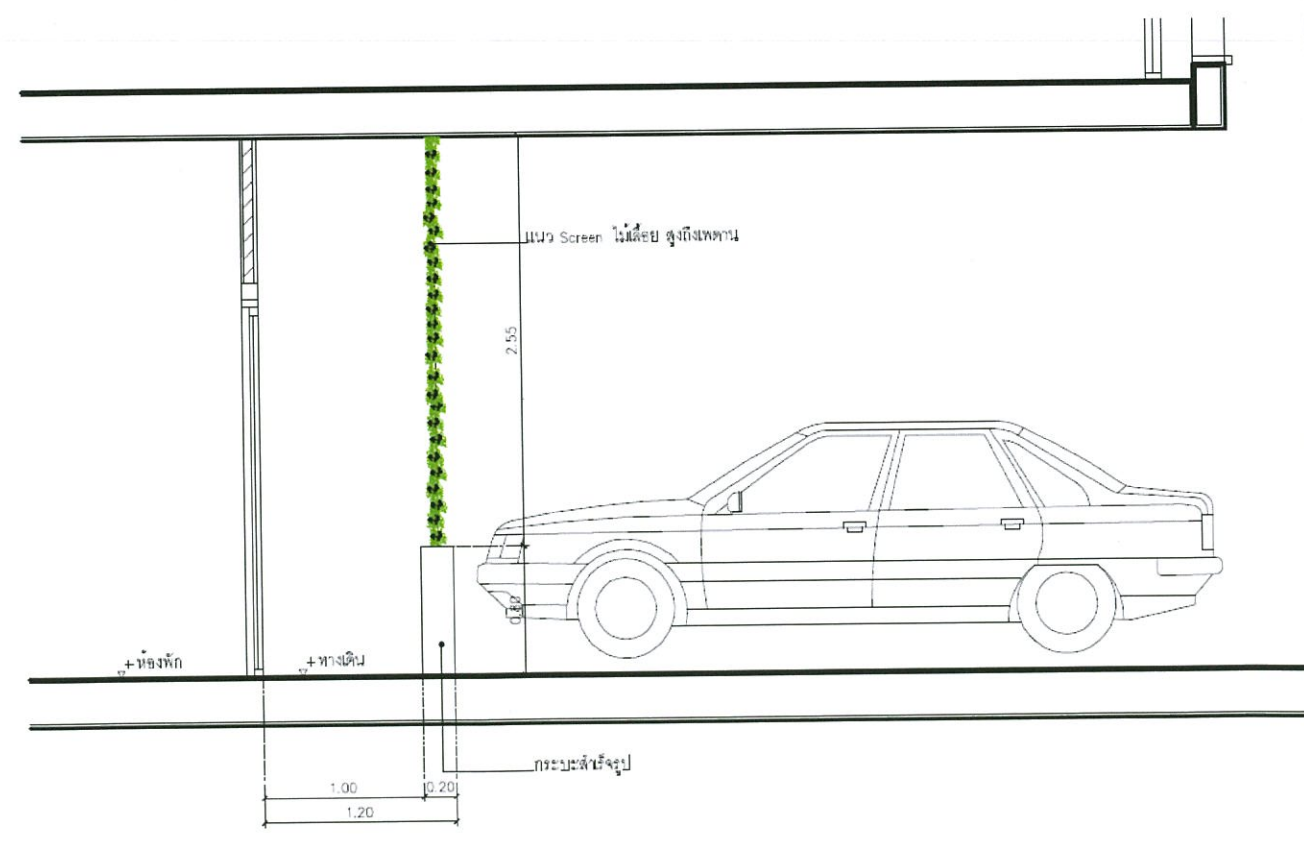 แนว Screen ไม้เลื้อย สูงถึงเพดาน
2.55
0.80
+ห้องพัก
+ทางเดิน
กระบะสำเร็จรูป
1.00
0.20
1.20